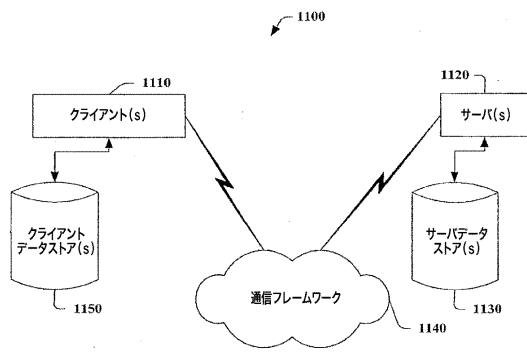 1100
1110
クライアント(s)
1120
サーバ(s)
クライアント
データストア(s)
サーバデータ
ストア(s)
通信フレームワーク
1150
1140
1130